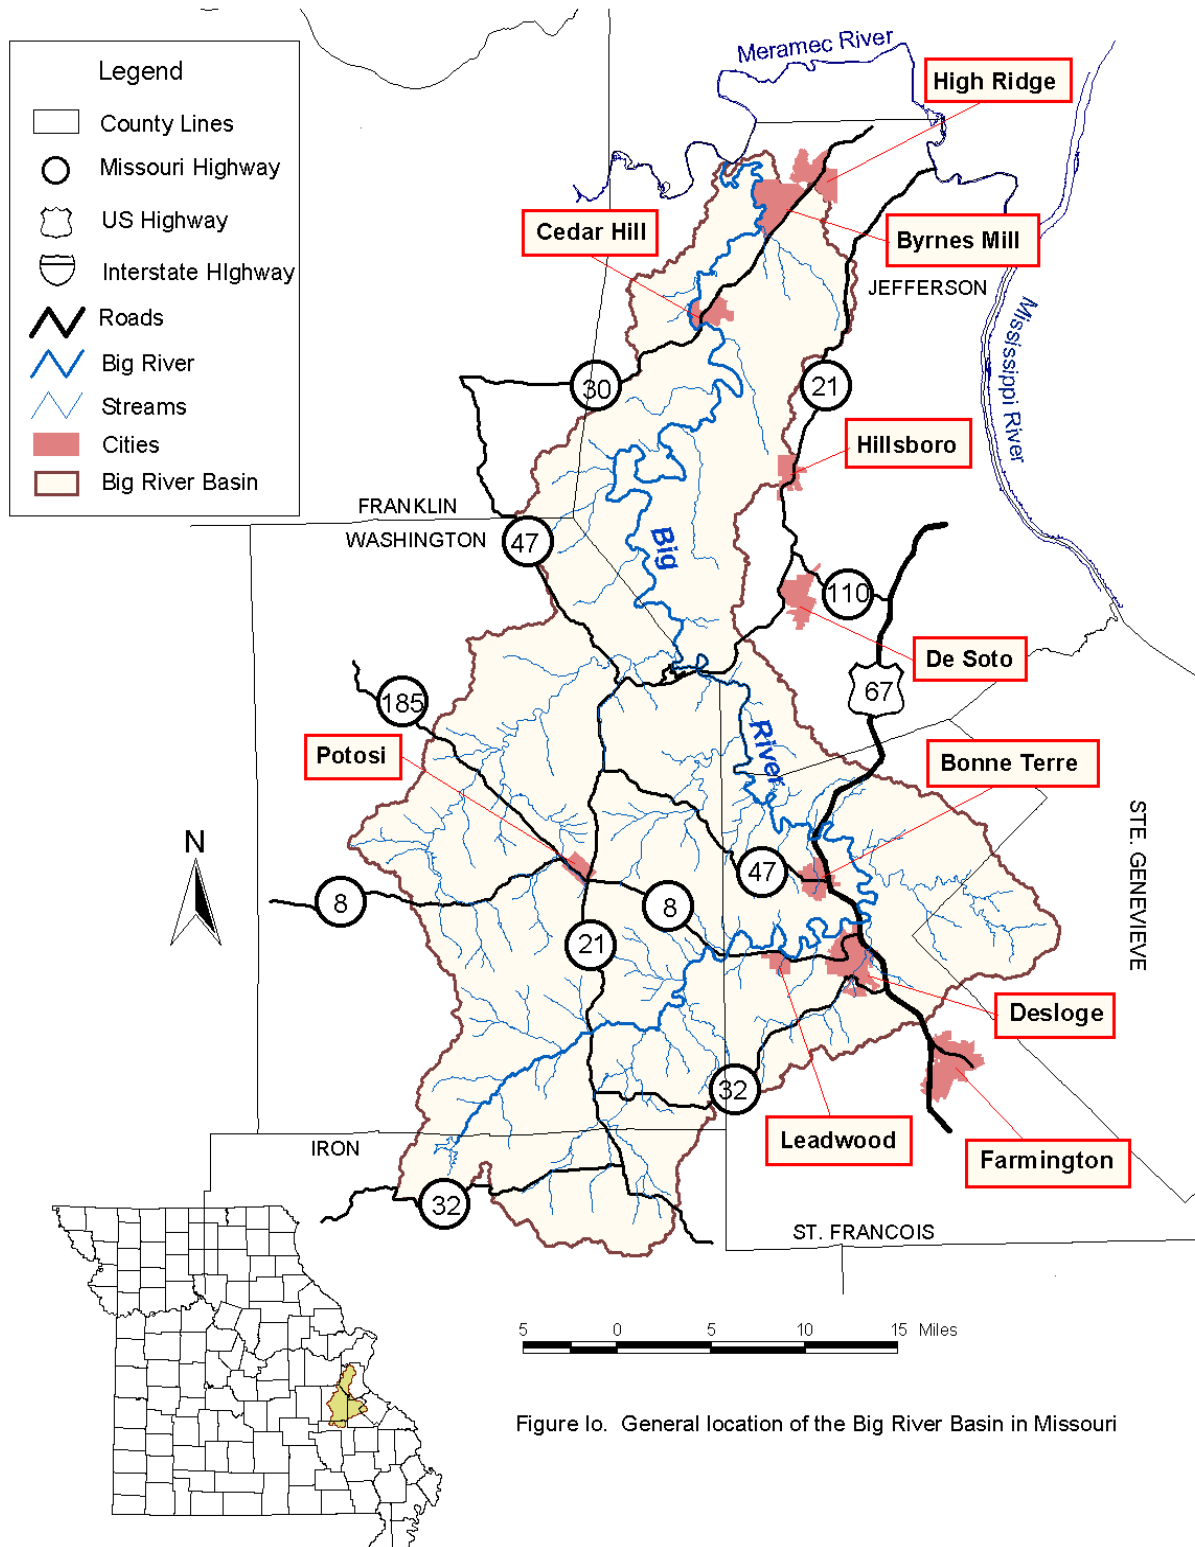 Legend
County Lines
Missouri Highway
US Highway
Interstate HIghway
Roads
Big River
Streams
Cities
Big River Basin
Meramec River
High Ridge
Cedar Hill
Byrnes Mill
JEFFERSON
Mississippi River
30
21
Hillsboro
FRANKLIN
WASHINGTON
47
Big
110
De Soto
185
67
River
Potosi
Bonne Terre
STE. GENEVIEVE
N
47
8
8
21
Desloge
32
Leadwood
Farmington
IRON
32
ST. FRANCOIS
5 0 5 10 15 Miles
Figure Io. General location of the Big River Basin in Missouri